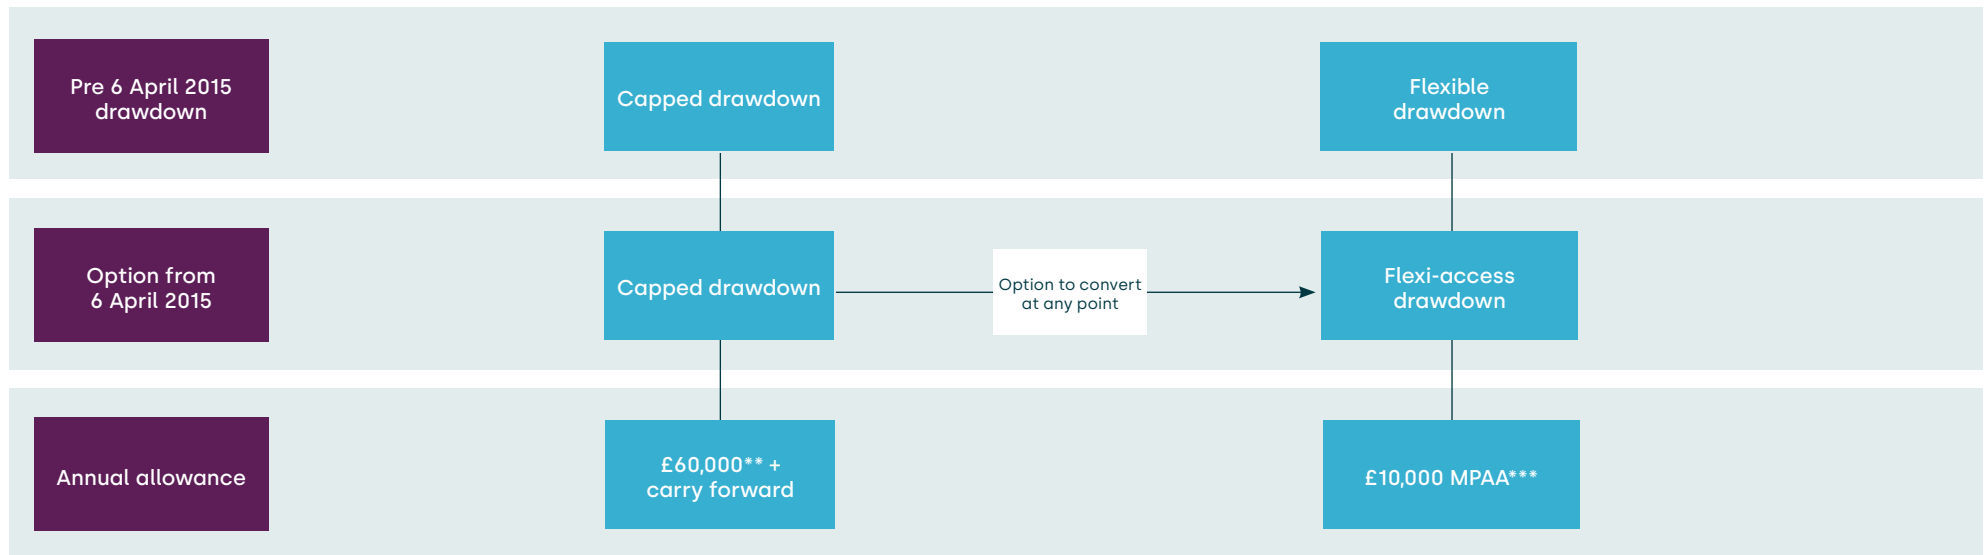 Pre 6 April 2015
drawdown
Capped drawdown
Flexible
drawdown
Option from
6 April 2015
Capped drawdown
Option to convert
at any point
Flexi-access
drawdown
Annual allowance
£60,000** +
carry forward
£10,000 MPAA***